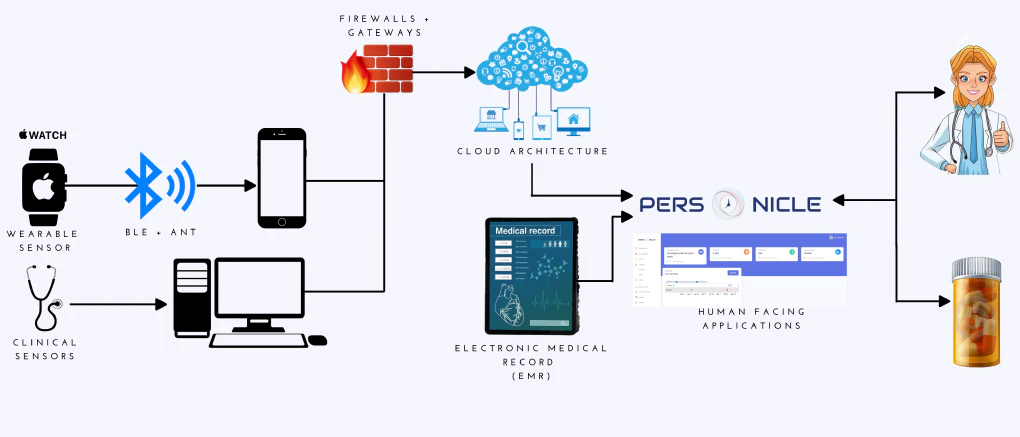 FIREWALLS +
GATEWAYS
WATCH
WEARABLE
SENSOR
BLE + ANT
CLINICAL
SENSORS
CLOUD ARCHITECTURE
Medical record
ELECTRONIC MEDICAL
RECORD
(EMR)
PERS NICLE
HUMAN FACING
APPLICATIONS